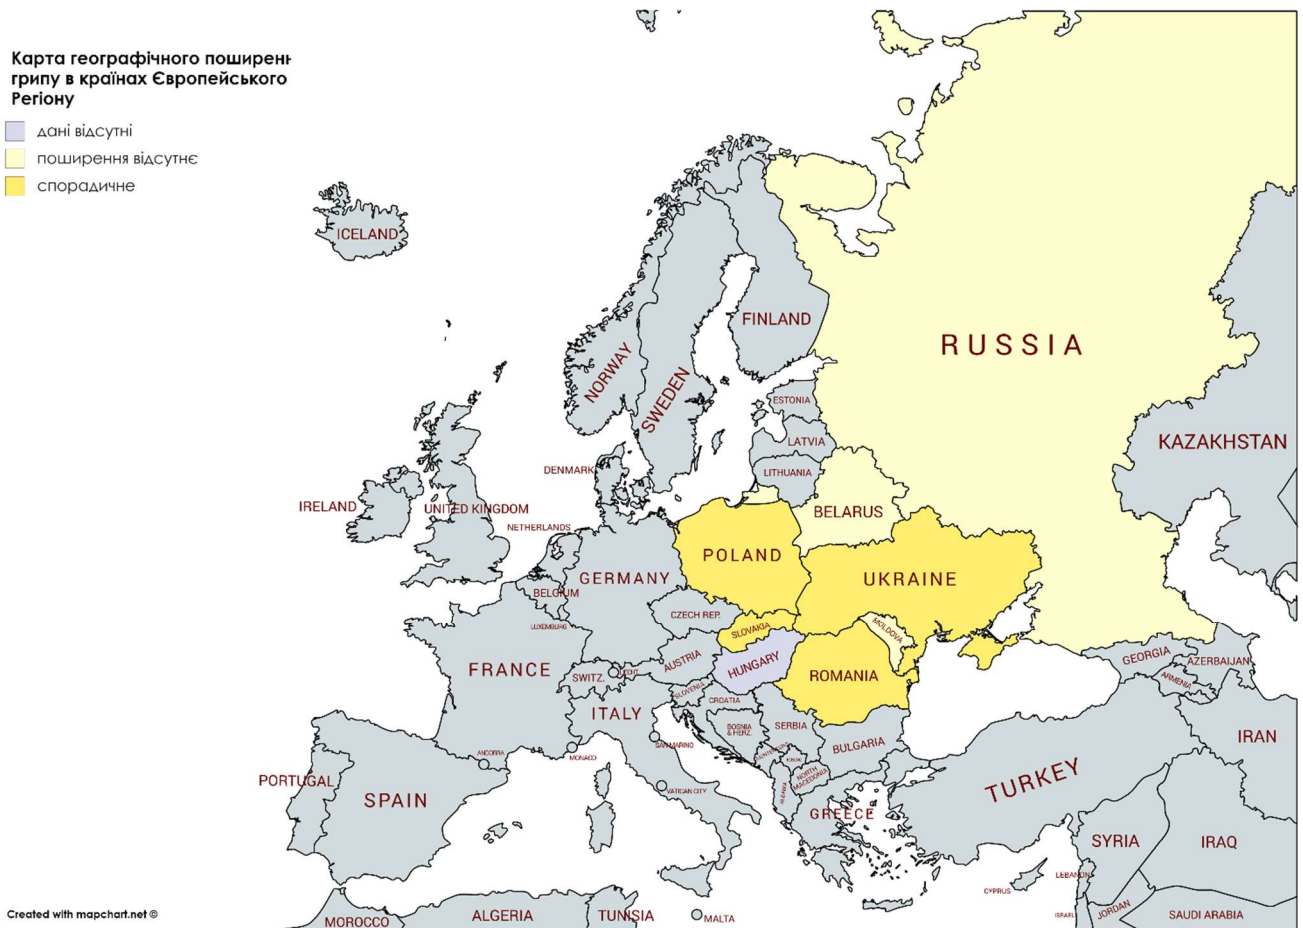 Карта географічного поширенн
грипу в країнах Європейського
Регіону
дані відсутні
поширення відсутнє
спорадичне
ICELAND
FINLAND
RUSSIA
NORWAY
SWEDEN
ESTONIA
LATVIA
LITHUANIA
KAZAKHSTAN
DENMARK
IRELAND
UNITED KINGDOM
NETHERLANDS
BELARUS
POLAND
UKRAINE
GERMANY
BELGIUM
LUXEMBOURG
CZECH REP.
SLOVAKIA
MOLDOVA
FRANCE
SWITZ.
LIECHT.
AUSTRIA
HUNGARY
ROMANIA
GEORGIA
AZERBAIJAN
ARMENIA
SLOVENIA
CROATIA
ITALY
BOSNIA
& HERZ.
SERBIA
BULGARIA
IRAN
SAN MARINO
ANDORRA
MONACO
MONTENEGRO
NORTH
MACEDONIA
PORTUGAL
SPAIN
VATICAN CITY
ALBANIA
GREECE
TURKEY
SYRIA
IRAQ
LEBANON
CYPRUS
ISRAEL
JORDAN
SAUDI ARABIA
MOROCCO
ALGERIA
TUNISIA
MALTA
Created with mapchart.net ©